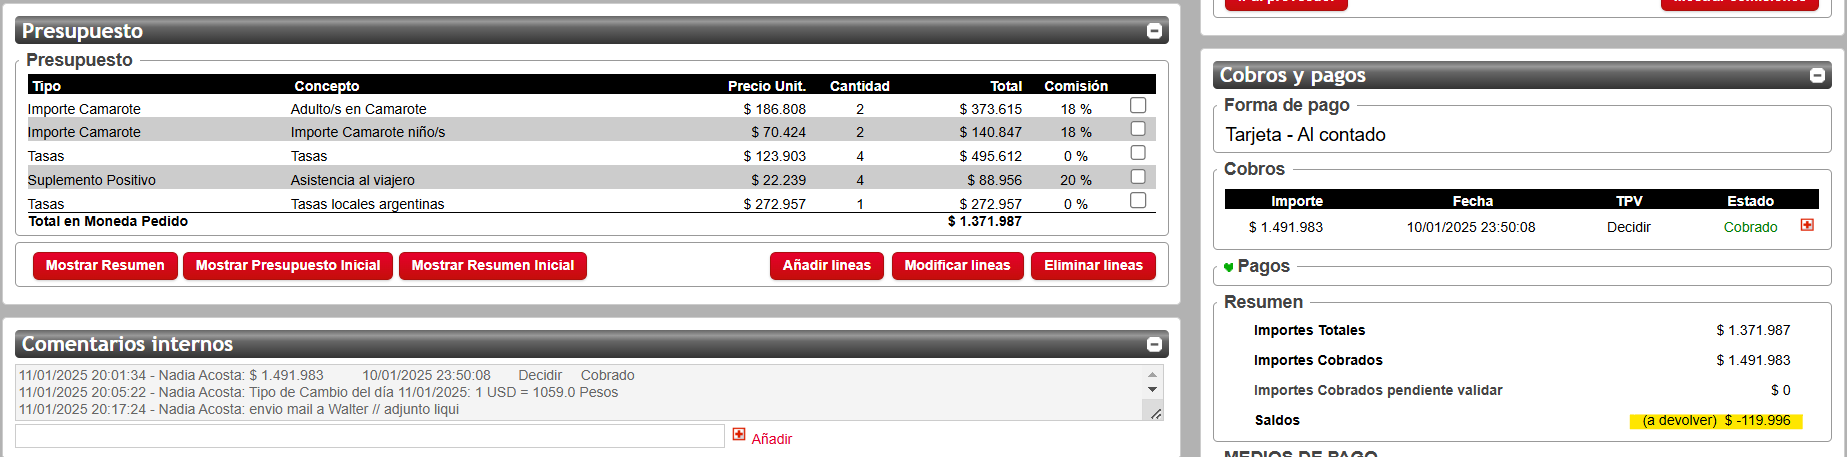 Presupuesto
Presupuesto
Tipo Concepto Precio Unit. Cantidad Total Comisión
Importe Camarote Adulto/s en Camarote $ 186.808 2 $ 373.615 18 %
Importe Camarote Importe Camarote niño/s $ 70.424 2 $ 140.847 18 %
Tasas Tasas $ 123.903 4 $ 495.612 0 %
Suplemento Positivo Asistencia al viajero $ 22.239 4 $ 88.956 20 %
Tasas Tasas locales argentinas $ 272.957 1 $ 272.957 0 %
Total en Moneda Pedido $ 1.371.987
Mostrar Resumen Mostrar Presupuesto Inicial Mostrar Resumen Inicial Añadir lineas Modificar lineas Eliminar lineas
Comentarios internos
11/01/2025 20:01:34 - Nadia Acosta: $ 1.491.983 10/01/2025 23:50:08 Decidir Cobrado
11/01/2025 20:05:22 - Nadia Acosta: Tipo de Cambio del día 11/01/2025: 1 USD = 1059.0 Pesos
11/01/2025 20:17:24 - Nadia Acosta: envio mail a Walter // adjunto liqui
Añadir
Cobros y pagos
Forma de pago
Tarjeta - Al contado
Cobros
Importe Fecha TPV Estado
$ 1.491.983 10/01/2025 23:50:08 Decidir Cobrado
Pagos
Resumen
Importes Totales $ 1.371.987
Importes Cobrados $ 1.491.983
Importes Cobrados pendiente validar $ 0
Saldos (a devolver) $ -119.996
MEDIOS DE PAGO